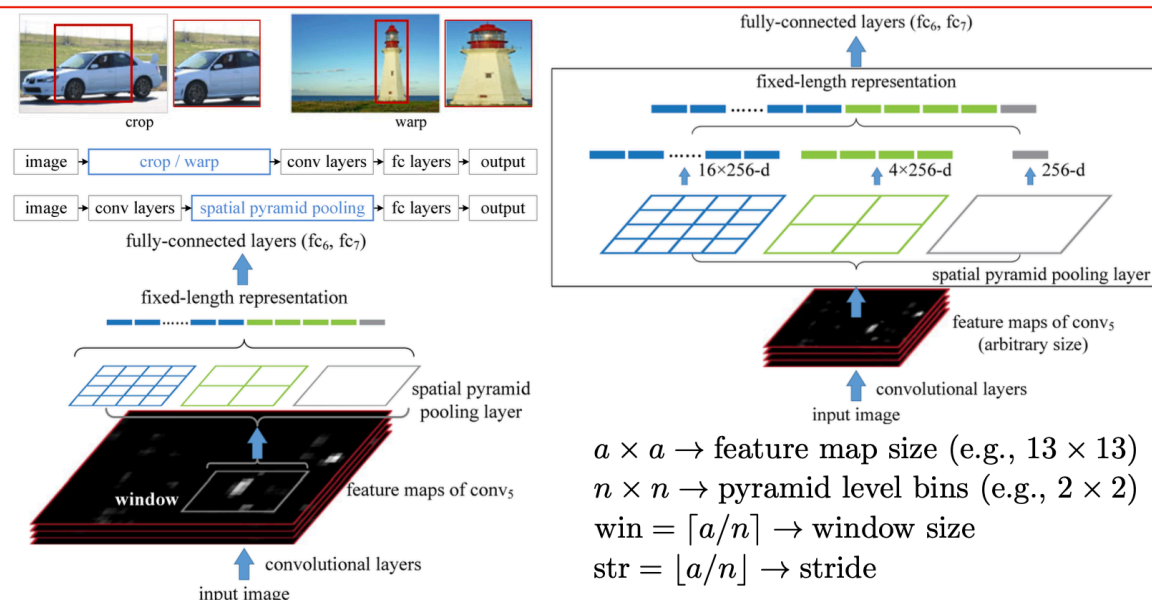 crop
warp
image
crop / warp
conv layers
fc layers
output
image
conv layers
spatial pyramid pooling
fc layers
output
fully-connected layers (fc₆, fc₇)
fixed-length representation
......
spatial pyramid
pooling layer
window
feature maps of conv₅
convolutional layers
input image
fully-connected layers (fc₆, fc₇)
fixed-length representation
......
......
16×256-d
4×256-d
256-d
spatial pyramid pooling layer
feature maps of conv₅
(arbitrary size)
convolutional layers
input image
a × a → feature map size (e.g., 13 × 13)
n × n → pyramid level bins (e.g., 2 × 2)
win = ⌈a/n⌉ → window size
str = ⌊a/n⌋ → stride